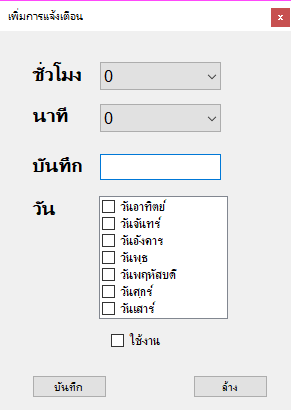 เพิ่มการแจ้งเตือน
x
ชั่วโมง 0
นาที 0
บันทึก
วัน
วันอาทิตย์
วันจันทร์
วันอังคาร
วันพุธ
วันพฤหัสบดี
วันศุกร์
วันเสาร์
ใช้งาน
บันทึก ล้าง